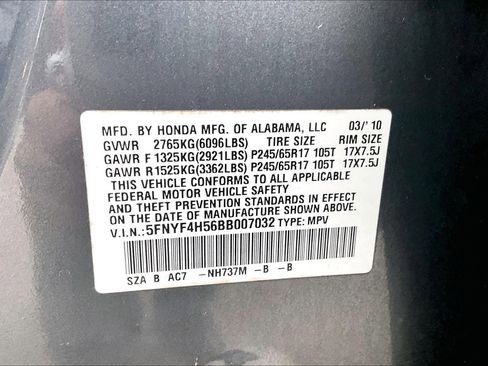 MFD. BY HONDA MFG. OF ALABAMA, LLC 03/'10
GVWR 2765KG(6096LBS) TIRE SIZE RIM SIZE
GAWR F 1325KG(2921LBS) P245/65R17 105T 17X7.5J
GAWR R 1525KG(3362LBS) P245/65R17 105T 17X7.5J
THIS VEHICLE CONFORMS TO ALL APPLICABLE
FEDERAL MOTOR VEHICLE SAFETY
AND THEFT PREVENTION STANDARDS IN EFFECT
ON THE DATE OF MANUFACTURE SHOWN ABOVE.
V.I.N.: 5FNYF4H56BB007032 TYPE: MPV
SZA B AC7 -NH737M -B -B